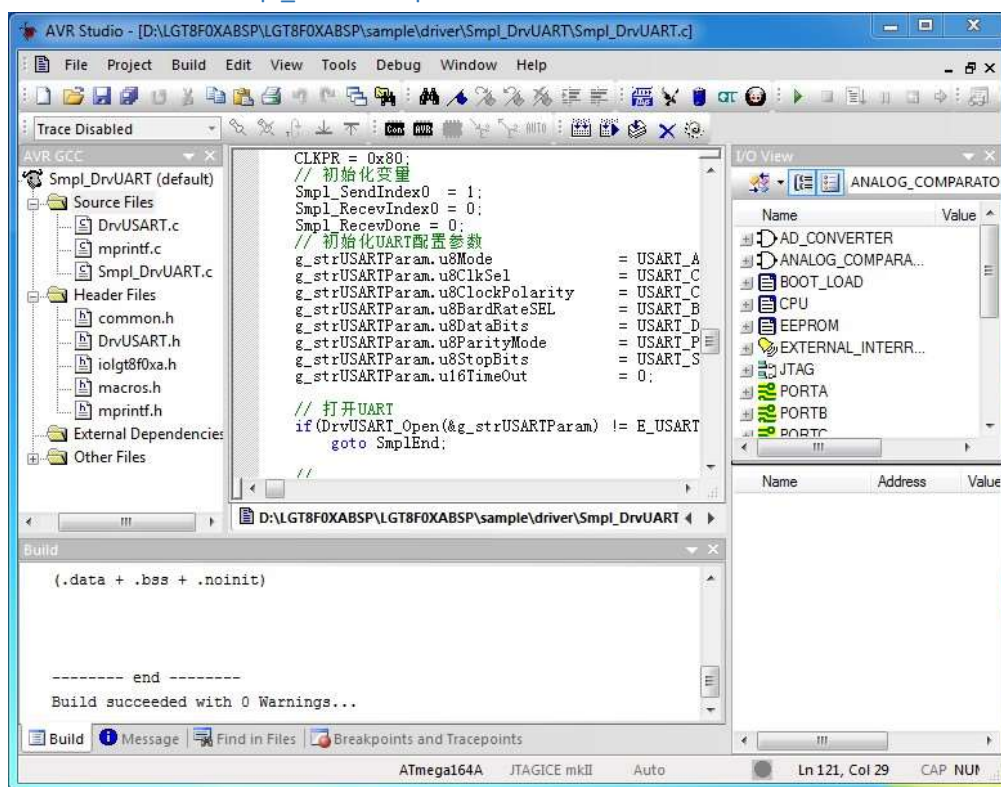 AVR Studio - [D:\LGT8F0XABSP\LGT8F0XABSP\sample\driver\Smpl_DrvUART\Smpl_DrvUART.c]
File Project Build Edit View Tools Debug Window Help
Trace Disabled
AVR GCC
Smpl_DrvUART (default)
Source Files
DrvUSART.c
mprintf.c
Smpl_DrvUART.c
Header Files
common.h
DrvUSART.h
iolgt8f0xa.h
macros.h
mprintf.h
External Dependencies
Other Files
CLKPR = 0x80;
// 初始化变量
Smpl_SendIndex0 = 1;
Smpl_RecevIndex0 = 0;
Smpl_RecevDone = 0;
// 初始化UART配置参数
g_strUSARTParam.u8Mode = USART_A
g_strUSARTParam.u8ClkSel = USART_C
g_strUSARTParam.u8ClockPolarity = USART_C
g_strUSARTParam.u8BardRateSEL = USART_B
g_strUSARTParam.u8DataBits = USART_D
g_strUSARTParam.u8ParityMode = USART_P
g_strUSARTParam.u8StopBits = USART_S
g_strUSARTParam.u16TimeOut = 0;
// 打开UART
if(DrvUSART_Open(&g_strUSARTParam) != E_USART
goto SmplEnd;
//
D:\LGT8F0XABSP\LGT8F0XABSP\sample\driver\Smpl_DrvUART
I/O View
ANALOG_COMPARATO
Name Value
AD_CONVERTER
ANALOG_COMPARA...
BOOT_LOAD
CPU
EEPROM
EXTERNAL_INTERR...
JTAG
PORTA
PORTB
PORTC
Name Address Value
Build
(.data + .bss + .noinit)
-------- end --------
Build succeeded with 0 Warnings...
Build Message Find in Files Breakpoints and Tracepoints
ATmega164A JTAGICE mkII Auto Ln 121, Col 29 CAP NUM